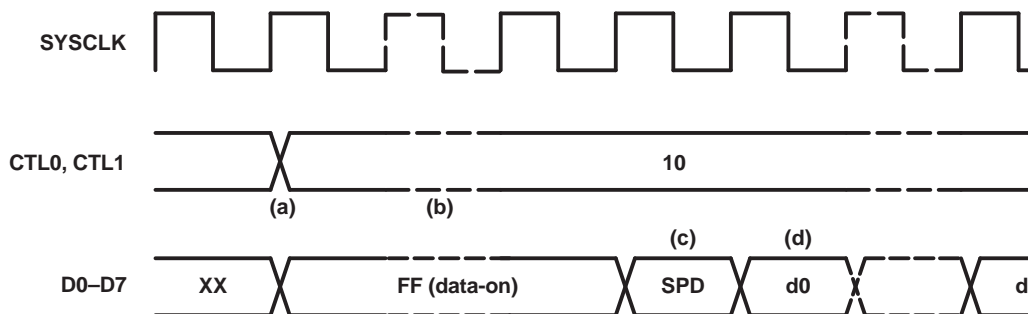 SYSCLK
CTL0, CTL1
10
(a)
(b)
(c)
(d)
D0–D7
XX
FF (data-on)
SPD
d0
d